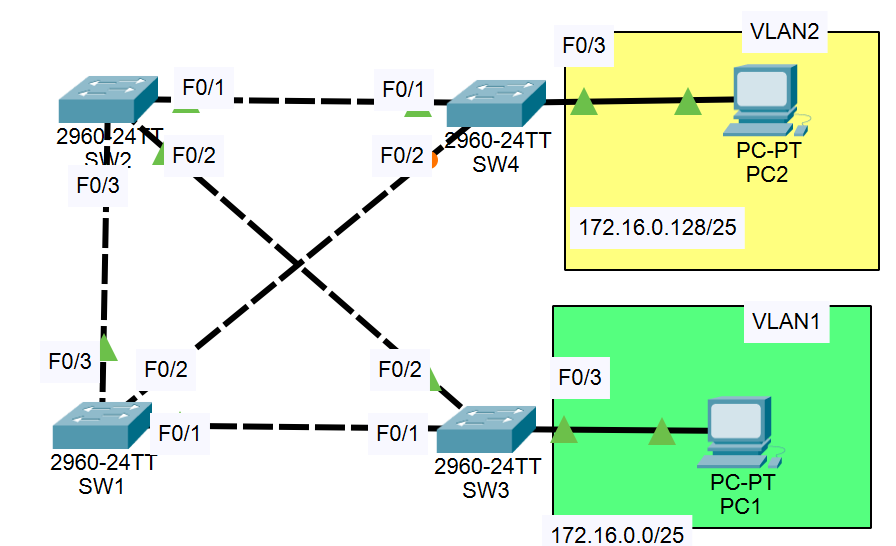 VLAN2
F0/3
F0/1
F0/1
2960-24TT
SW2
F0/2
F0/2
2960-24TT
SW4
PC-PT
PC2
F0/3
172.16.0.128/25
VLAN1
F0/3
F0/2
F0/2
F0/3
F0/1
F0/1
2960-24TT
SW1
2960-24TT
SW3
PC-PT
PC1
172.16.0.0/25